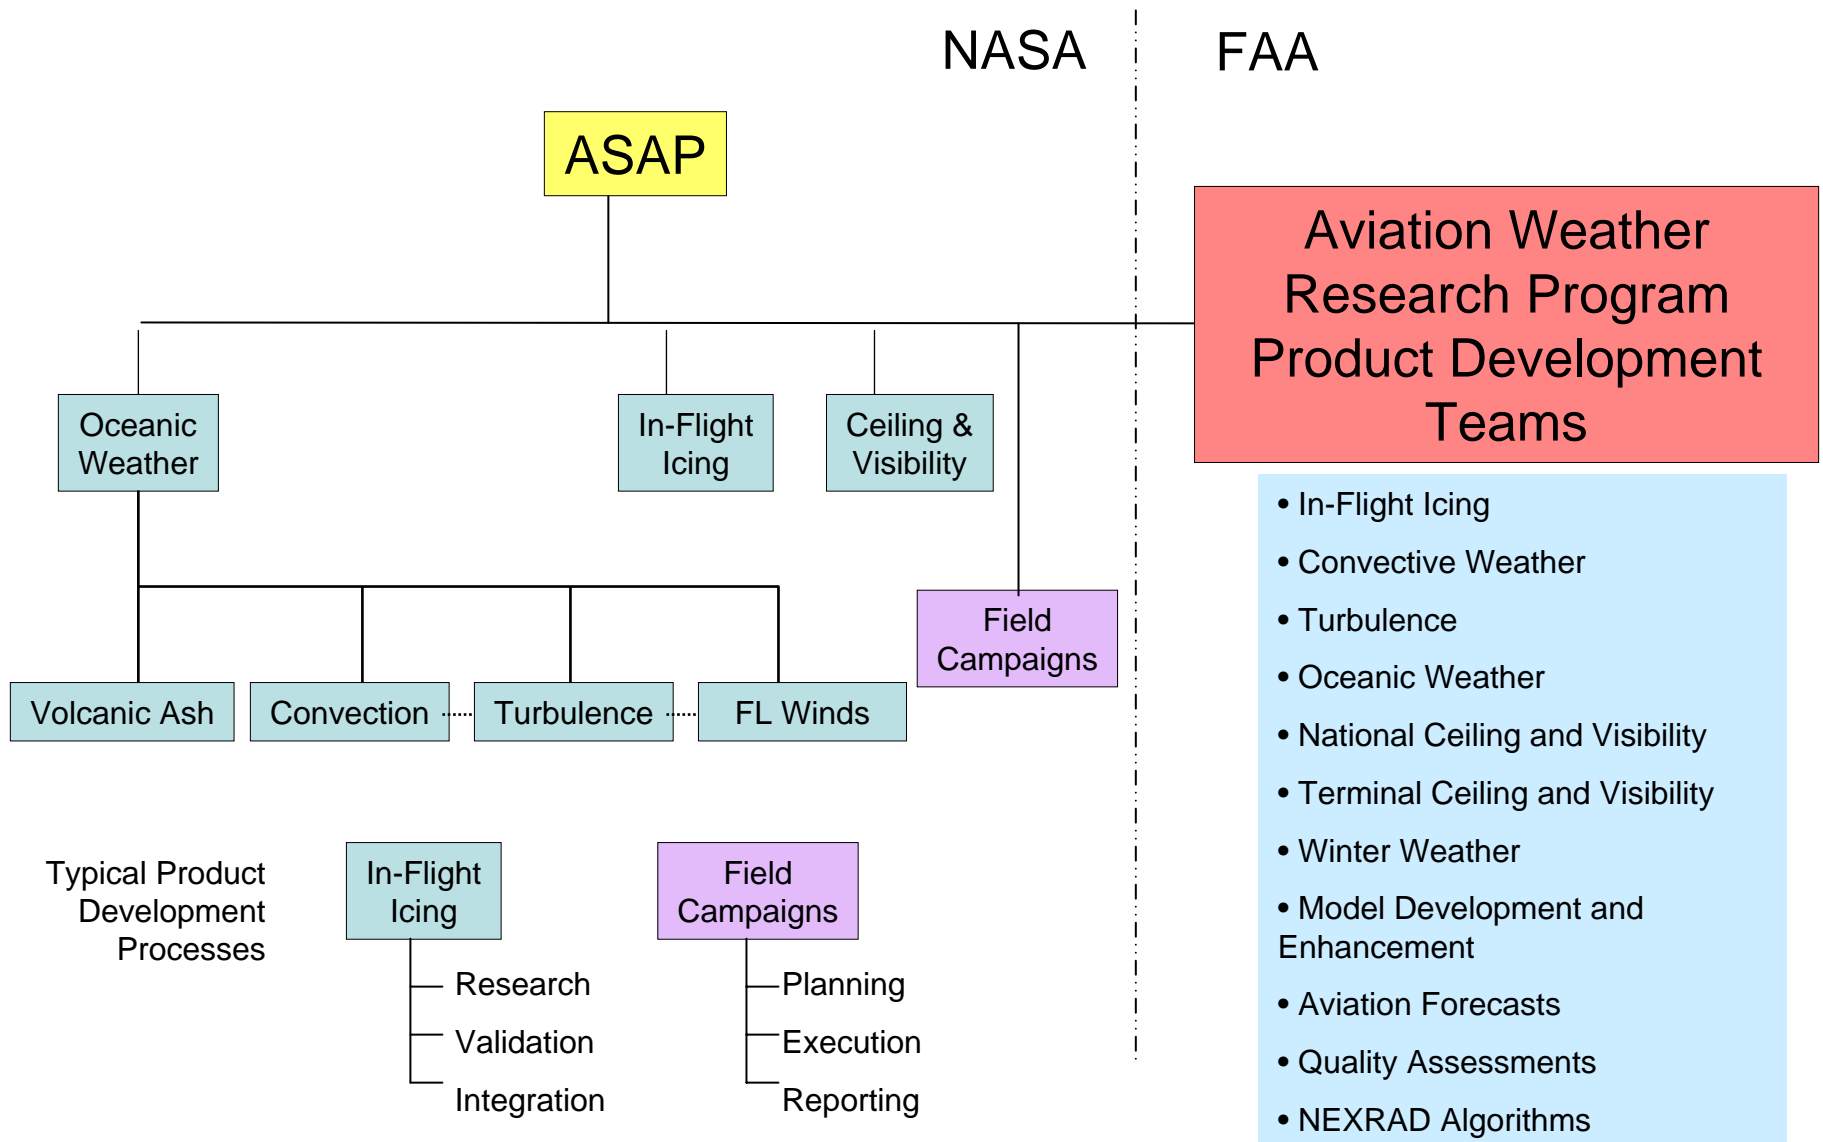 NASA
FAA
ASAP
Aviation Weather
Research Program
Product Development
Teams
Oceanic
Weather
In-Flight
Icing
Ceiling &
Visibility
Field
Campaigns
Volcanic Ash
Convection
Turbulence
FL Winds
• In-Flight Icing
• Convective Weather
• Turbulence
• Oceanic Weather
• National Ceiling and Visibility
• Terminal Ceiling and Visibility
• Winter Weather
• Model Development and
Enhancement
• Aviation Forecasts
• Quality Assessments
• NEXRAD Algorithms
Typical Product
Development
Processes
In-Flight
Icing
Research
Validation
Integration
Field
Campaigns
Planning
Execution
Reporting